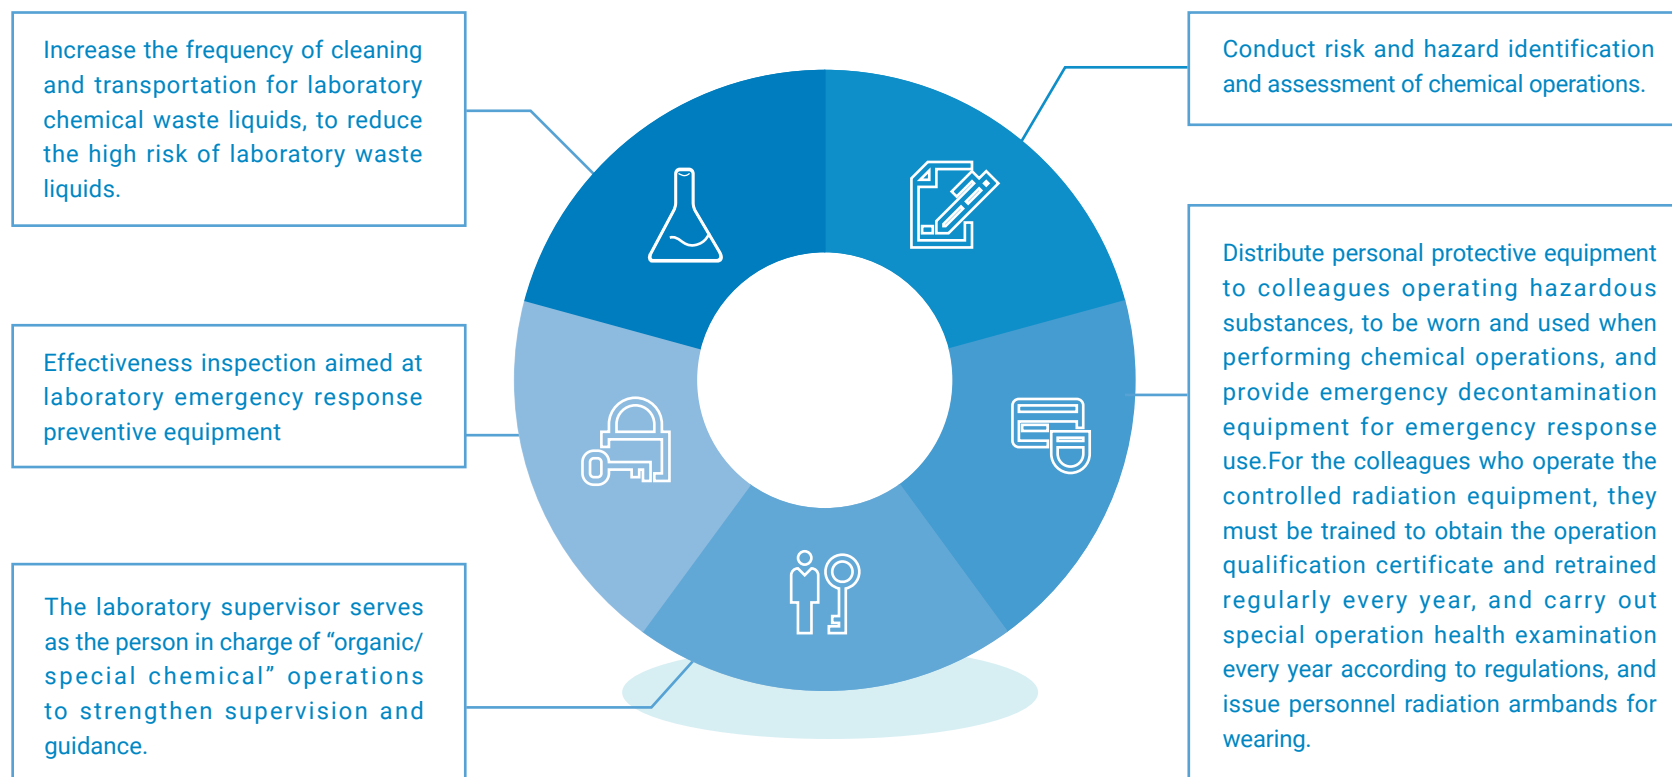 Increase the frequency of cleaning
and transportation for laboratory
chemical waste liquids, to reduce
the high risk of laboratory waste
liquids.
Effectiveness inspection aimed at
laboratory emergency response
preventive equipment
The laboratory supervisor serves
as the person in charge of “organic/
special chemical” operations
to strengthen supervision and
guidance.
Conduct risk and hazard identification
and assessment of chemical operations.
Distribute personal protective equipment
to colleagues operating hazardous
substances, to be worn and used when
performing chemical operations, and
provide emergency decontamination
equipment for emergency response
use.For the colleagues who operate the
controlled radiation equipment, they
must be trained to obtain the operation
qualification certificate and retrained
regularly every year, and carry out
special operation health examination
every year according to regulations, and
issue personnel radiation armbands for
wearing.